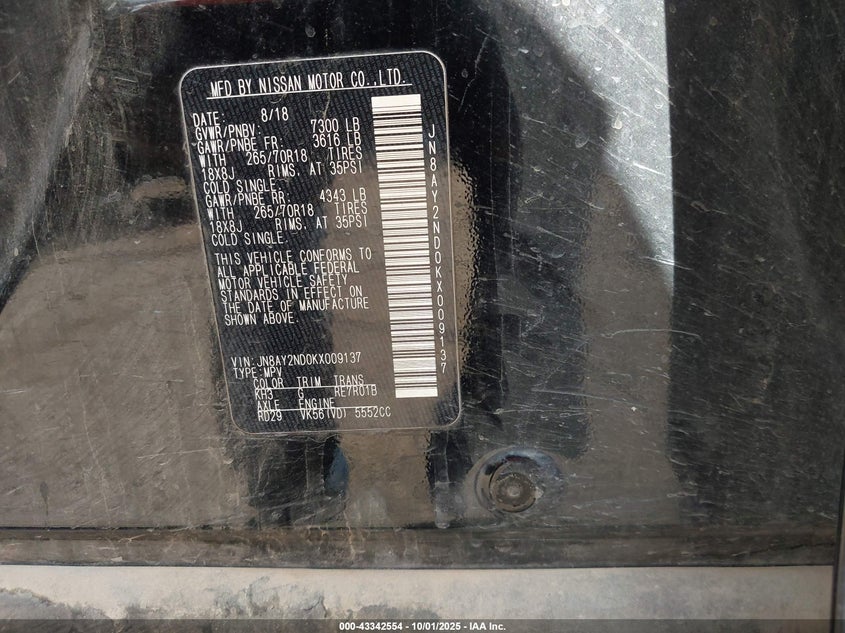 MFD BY NISSAN MOTOR CO.,LTD.
DATE: 8/18
GVWR/PNBV: 7300 LB
GAWR/PNBE FR: 3616 LB
WITH 265/70R18 TIRES
18X8J RIMS, AT 35PSI
COLD SINGLE.
GAWR/PNBE RR: 4343 LB
WITH 265/70R18 TIRES
18X8J RIMS, AT 35PSI
COLD SINGLE.
THIS VEHICLE CONFORMS TO
ALL APPLICABLE FEDERAL
MOTOR VEHICLE SAFETY
STANDARDS IN EFFECT ON
THE DATE OF MANUFACTURE
SHOWN ABOVE.
VIN:JN8AY2ND0KX009137
TYPE:MPV
COLOR TRIM TRANS
KH3 G RE7R01B
AXLE ENGINE
RD29 VK56(VD) 5552CC
JN8AY2ND0KX009137
000-43342554 - 10/01/2025 - IAA Inc.